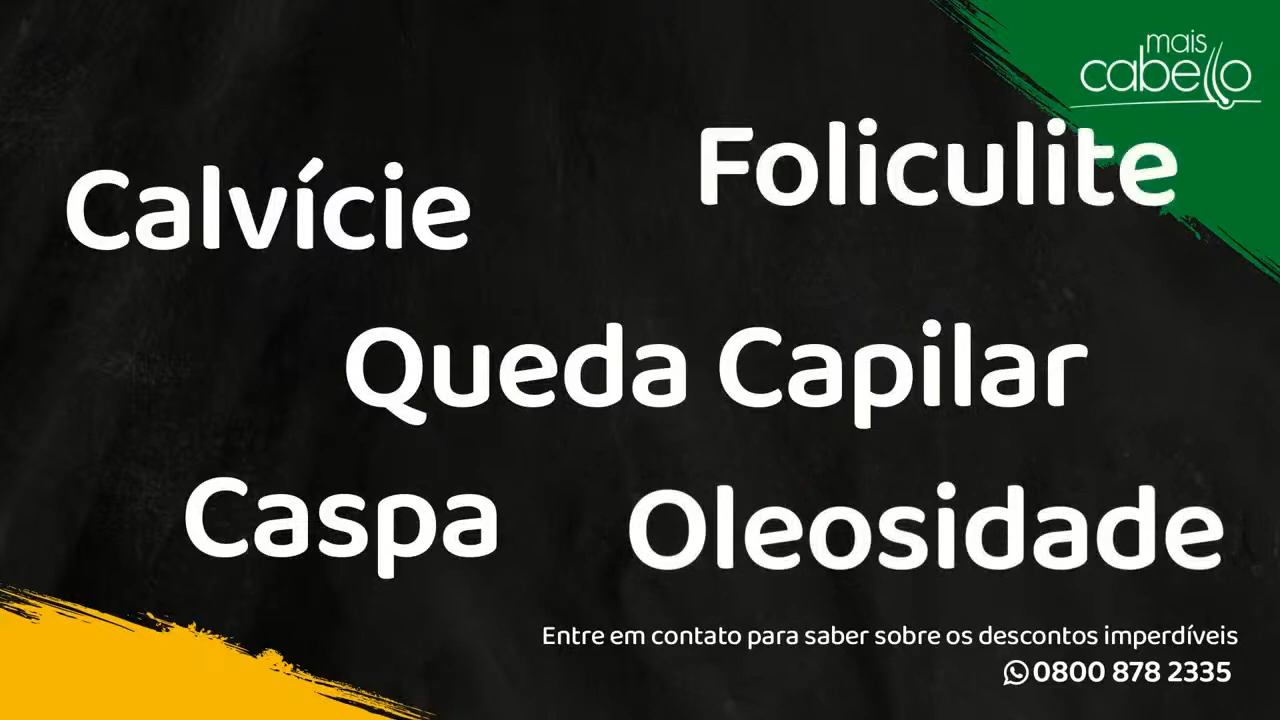 mais
cabello
Foliculite
Calvície
Queda Capilar
Caspa
Oleosidade
Entre em contato para saber sobre os descontos imperdíveis
0800 878 2335